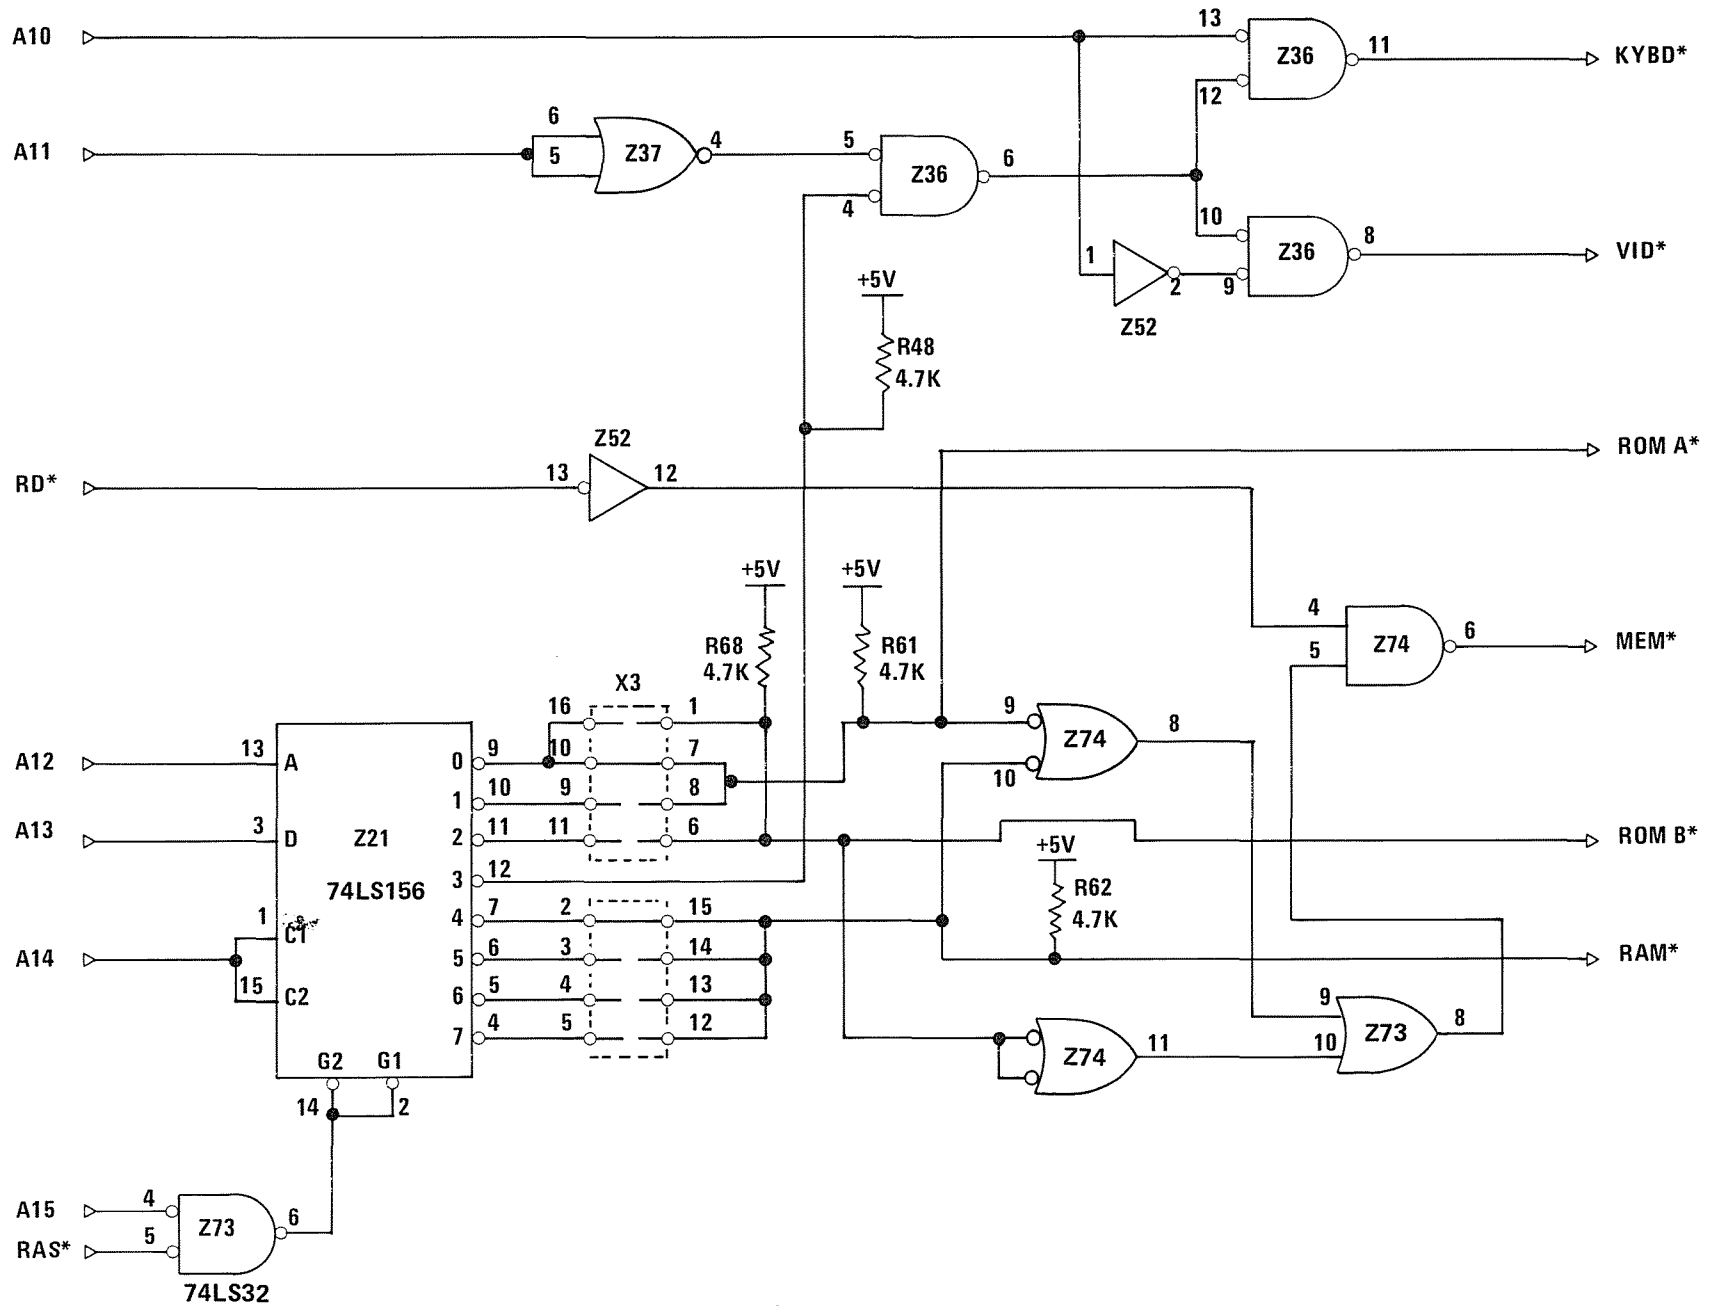 A10
13
Z36
11
KYBD*
12
A11
6
5
Z37
4
5
4
Z36
6
10
9
Z36
8
VID*
1
2
Z52
+5V
R48
4.7K
ROM A*
RD*
13
Z52
12
+5V
+5V
R68
4.7K
R61
4.7K
4
5
Z74
6
MEM*
X3
16
1
9
10
Z74
8
A12
13
A
0
9
10
7
1
10
9
8
A13
3
D
Z21
2
11
11
6
ROM B*
+5V
R62
4.7K
3
12
74LS156
A14
1
C1
15
C2
4
7
2
15
5
6
3
14
RAM*
6
5
4
13
7
4
5
12
G2
G1
14
2
Z74
11
9
10
Z73
8
A15
4
RAS*
5
Z73
6
74LS32